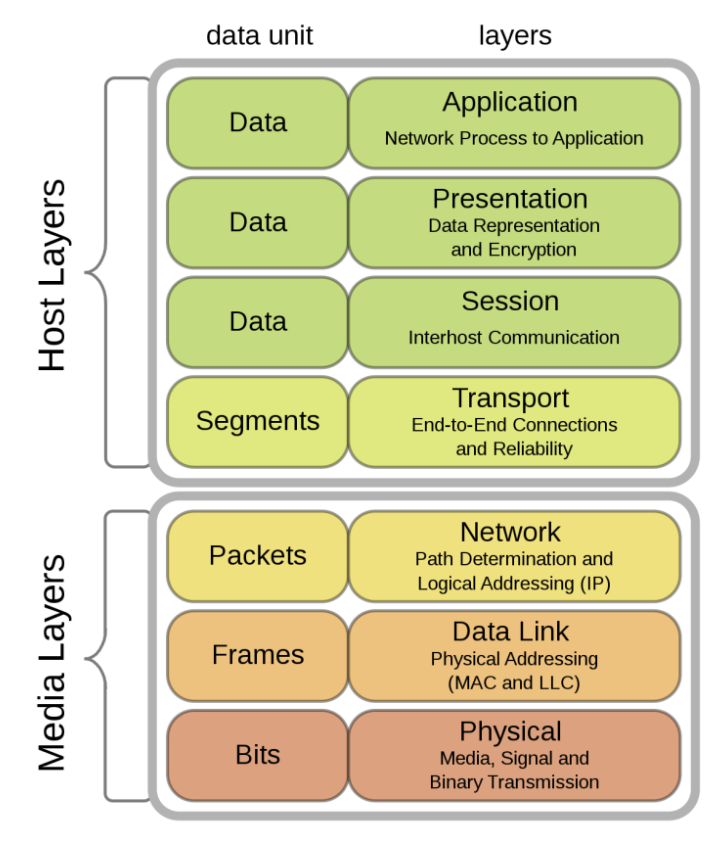 data unit
layers
Host Layers
Data
Application
Network Process to Application
Data
Presentation
Data Representation
and Encryption
Data
Session
Interhost Communication
Segments
Transport
End-to-End Connections
and Reliability
Media Layers
Packets
Network
Path Determination and
Logical Addressing (IP)
Frames
Data Link
Physical Addressing
(MAC and LLC)
Bits
Physical
Media, Signal and
Binary Transmission